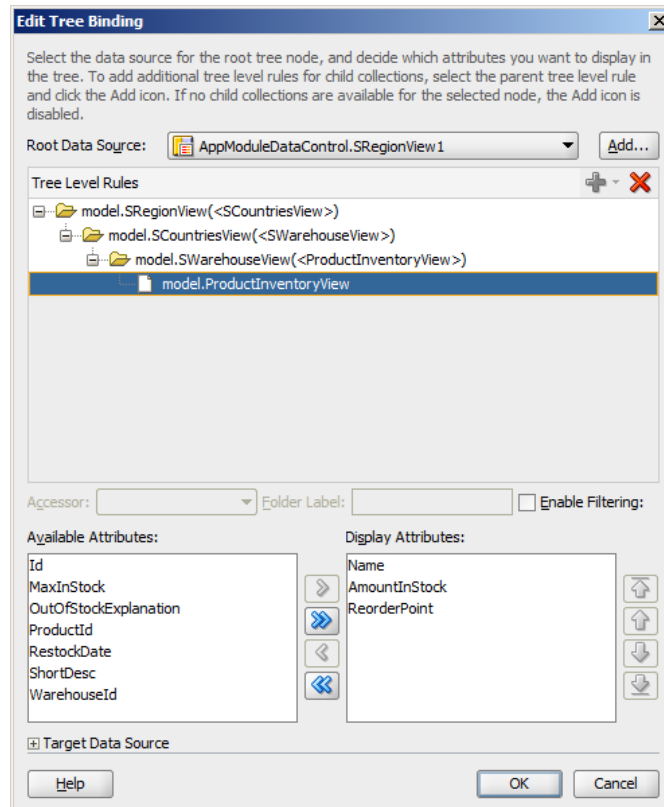 Edit Tree Binding
Select the data source for the root tree node, and decide which attributes you want to display in
the tree. To add additional tree level rules for child collections, select the parent tree level rule
and click the Add icon. If no child collections are available for the selected node, the Add icon is
disabled.
Root Data Source: AppModuleDataControl.SRegionView1 Add...
Tree Level Rules
model.SRegionView(<SCountriesView>)
model.SCountriesView(<SWarehouseView>)
model.SWarehouseView(<ProductInventoryView>)
model.ProductInventoryView
Accessor: Folder Label: Enable Filtering:
Available Attributes: Display Attributes:
Id Name
MaxInStock AmountInStock
OutOfStockExplanation ReorderPoint
ProductId
RestockDate
ShortDesc
WarehouseId
Target Data Source
Help OK Cancel